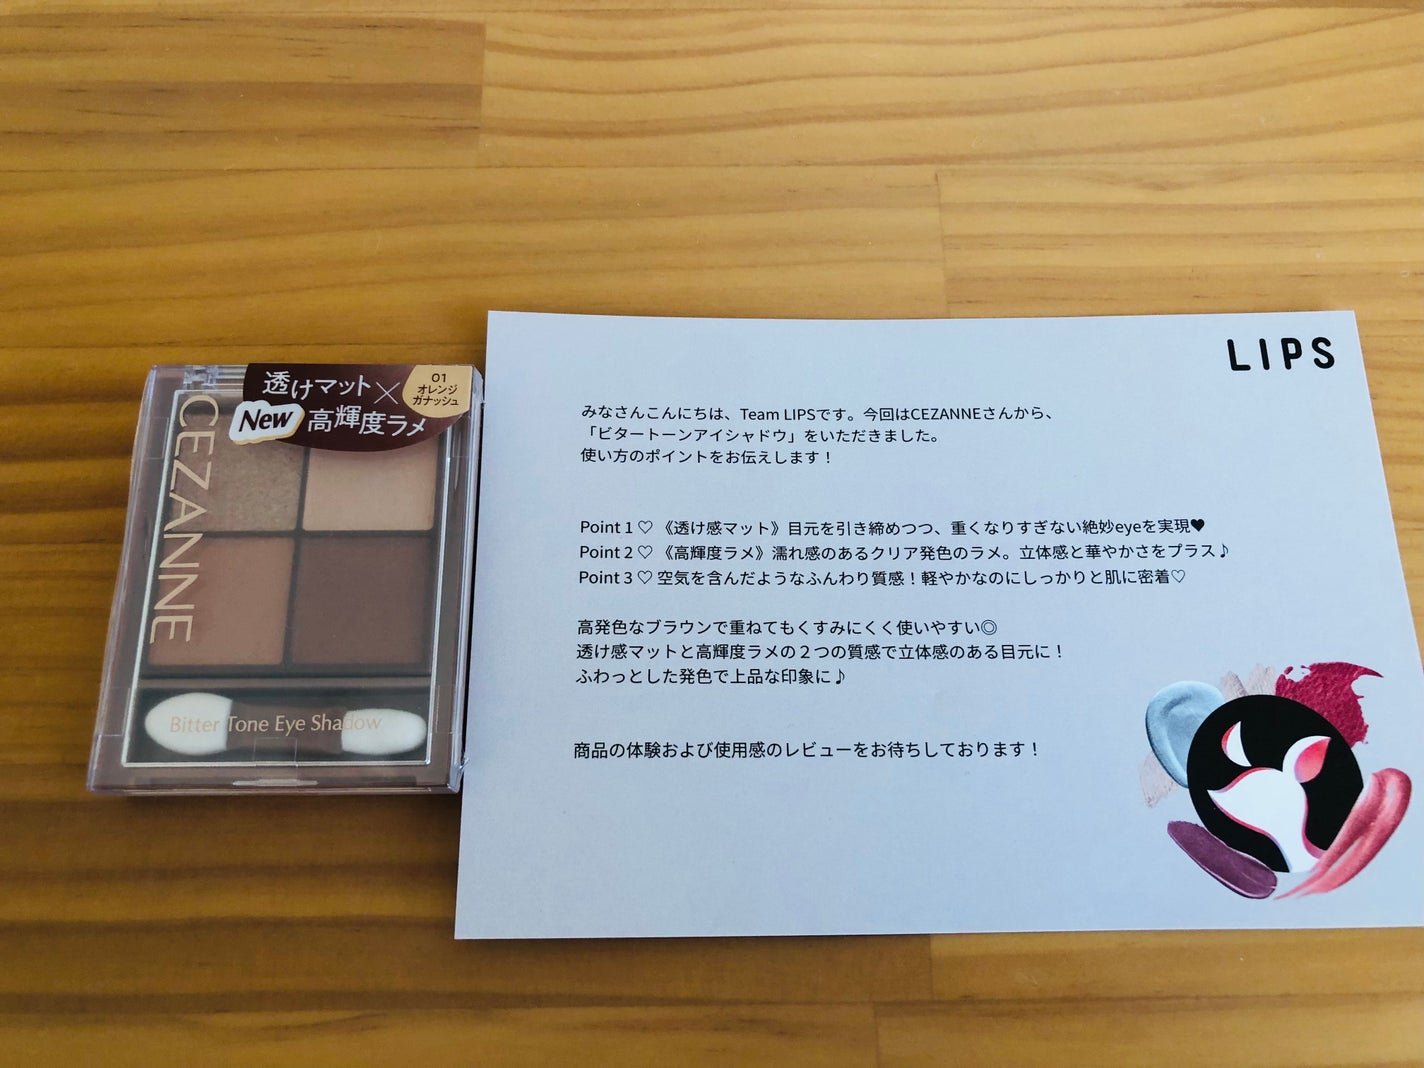 透けマット×
New 高輝度ラメ
01
オレンジ
ガナッシュ
CEZANNE
Bitter Tone Eye Shadow
LIPS
みなさんこんにちは、Team LIPSです。今回はCEZANNEさんから、
「ビタートーンアイシャドウ」をいただきました。
使い方のポイントをお伝えします！
Point 1 ♡ 《透け感マット》目元を引き締めつつ、重くなりすぎない絶妙eyeを実現♥
Point 2 ♡ 《高輝度ラメ》濡れ感のあるクリア発色のラメ。立体感と華やかさをプラス♪
Point 3 ♡ 空気を含んだようなふんわり質感！軽やかなのにしっかりと肌に密着♡
高発色なブラウンで重ねてもくすみにくく使いやすい◎
透け感マットと高輝度ラメの２つの質感で立体感のある目元に！
ふわっとした発色で上品な印象に♪
商品の体験および使用感のレビューをお待ちしております！